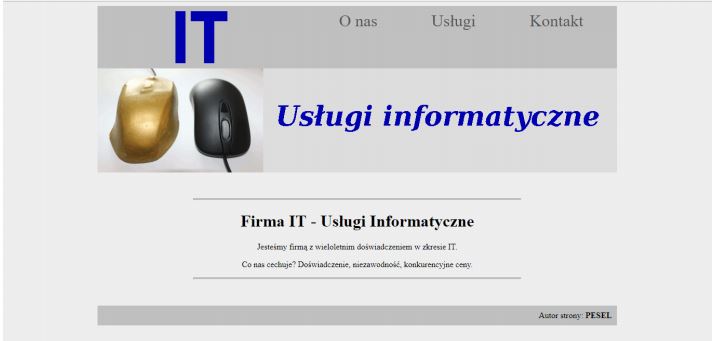 IT
O nas Usługi Kontakt
Usługi informatyczne
Firma IT - Usługi Informatyczne
Jesteśmy firmą z wieloletnim doświadczeniem w zkresie IT.
Co nas cechuje? Doświadczenie, niezawodność, konkurencyjne ceny.
Autor strony: PESEL